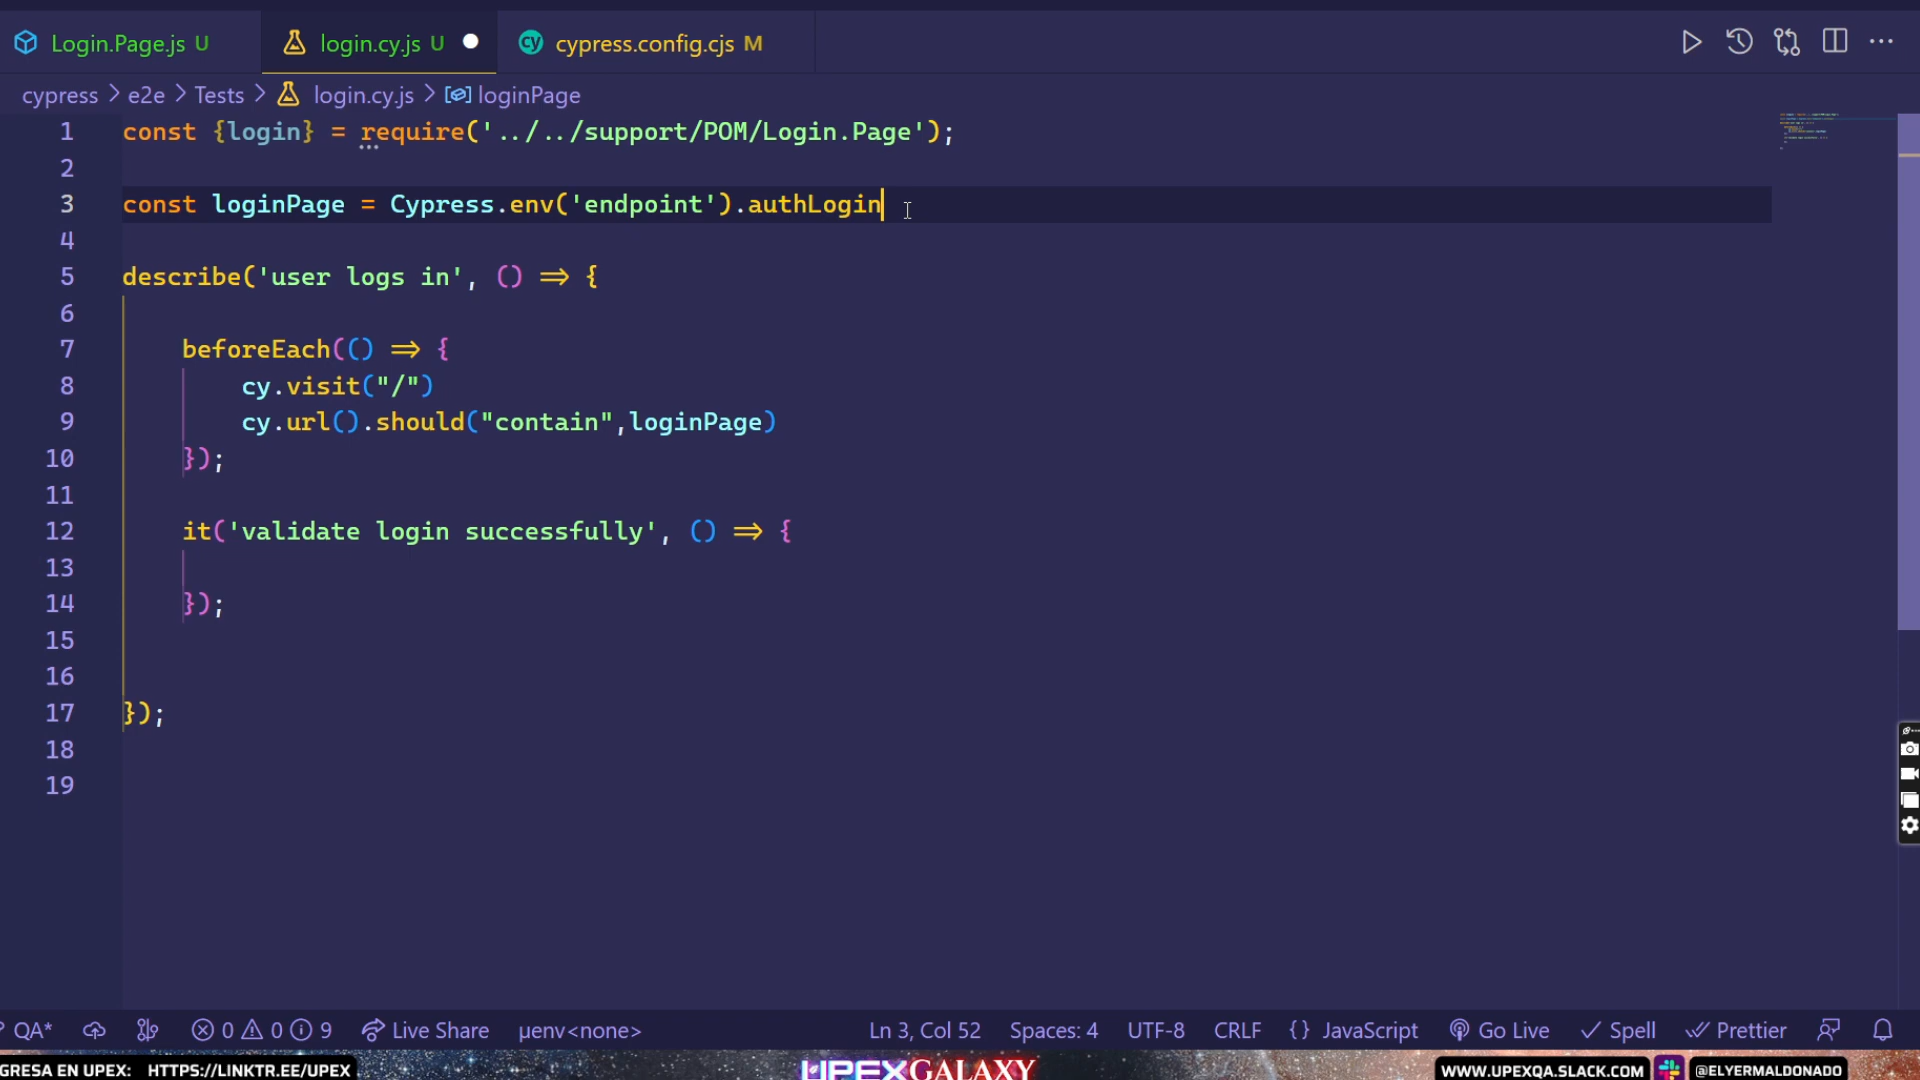 Login.Page.js U login.cy.js U cypress.config.cjs M
cypress > e2e > Tests > login.cy.js > loginPage
1 const {login} = require('../../support/POM/Login.Page');
2
3 const loginPage = Cypress.env('endpoint').authLogin
4
5 describe('user logs in', () => {
6
7 beforeEach(() => {
8 cy.visit("/")
9 cy.url().should("contain",loginPage)
10 });
11
12 it('validate login successfully', () => {
13
14 });
15
16
17 });
18
19
QA* 0 0 9 Live Share µenv<none> Ln 3, Col 52 Spaces: 4 UTF-8 CRLF {} JavaScript Go Live Spell Prettier
GRESA EN UPEX: HTTPS://LINKTR.EE/UPEX UPEXGALAXY WWW.UPEXQA.SLACK.COM @ELYERMALDONADO